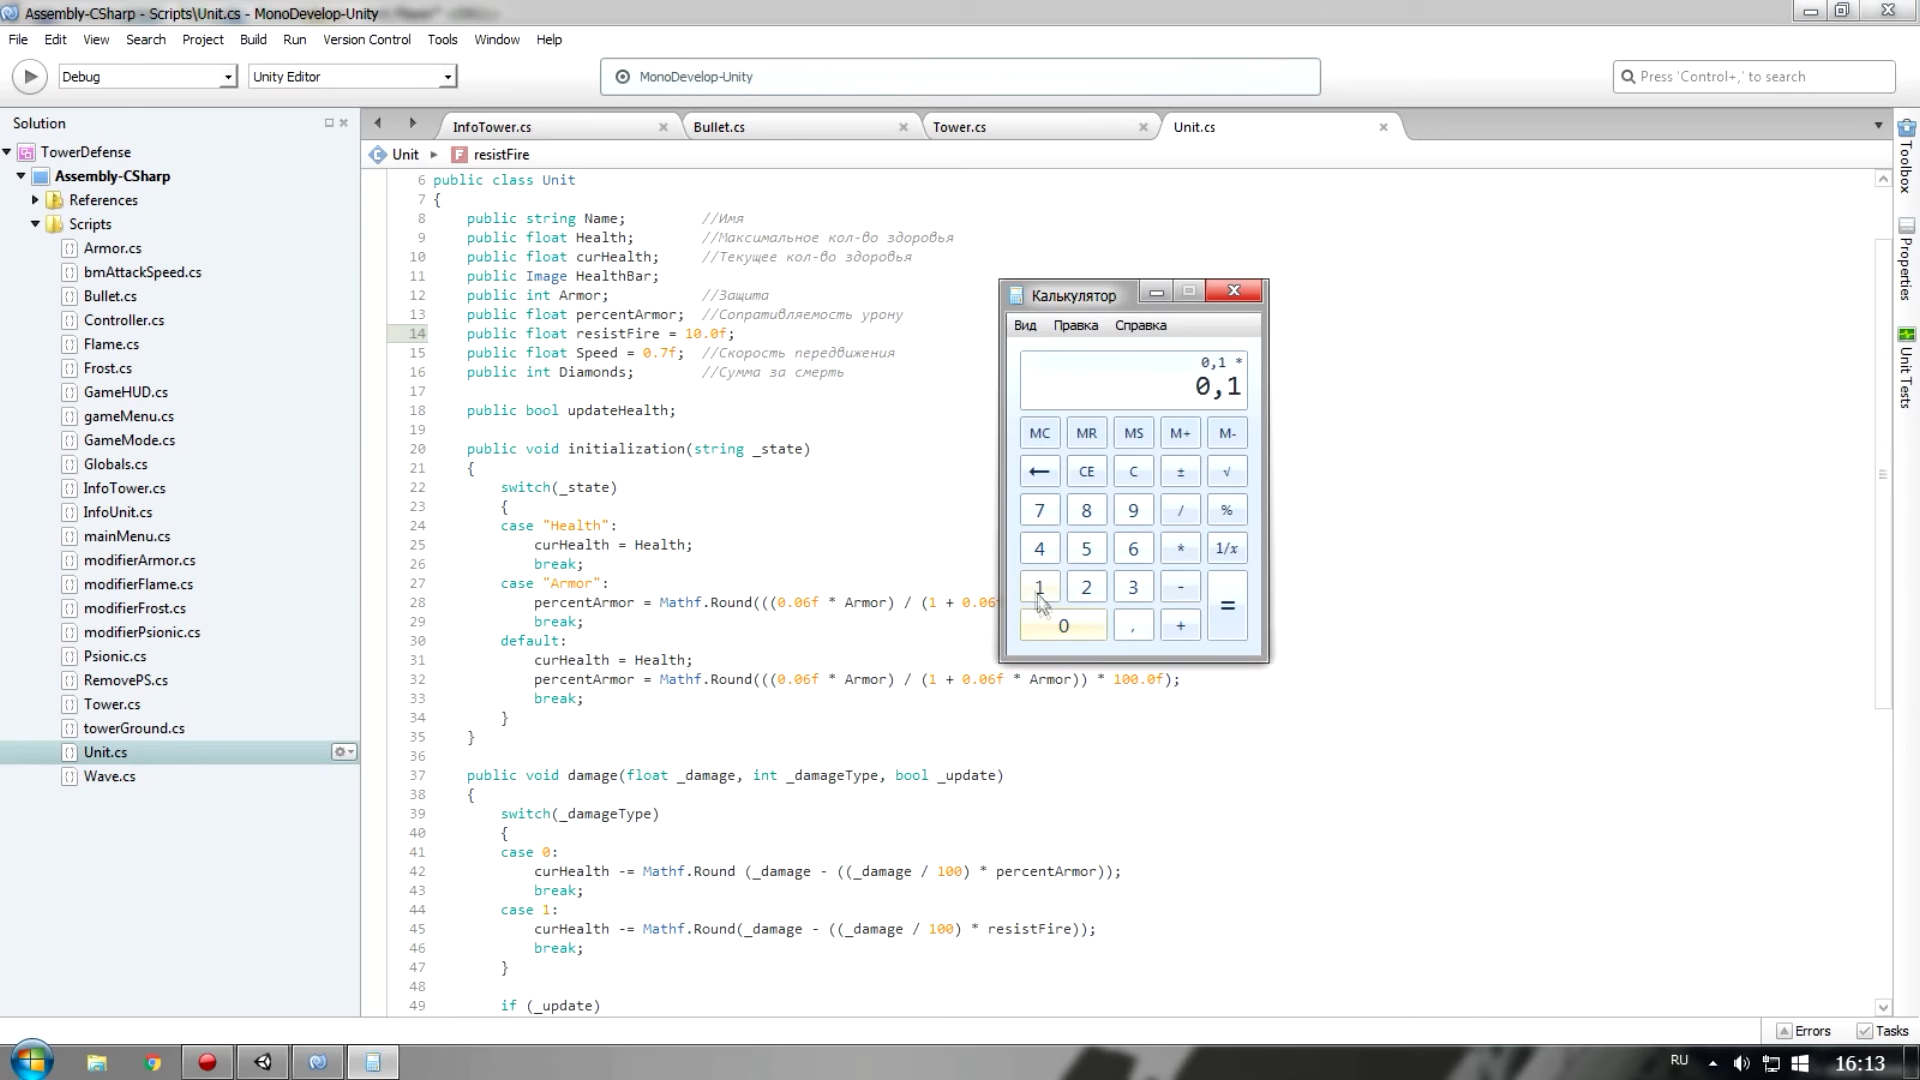 Assembly-CSharp - Scripts\Unit.cs - MonoDevelop-Unity
File Edit View Search Project Build Run Version Control Tools Window Help
Debug Unity Editor MonoDevelop-Unity Press 'Control+,' to search
Solution
TowerDefense
Assembly-CSharp
References
Scripts
Armor.cs
bmAttackSpeed.cs
Bullet.cs
Controller.cs
Flame.cs
Frost.cs
GameHUD.cs
gameMenu.cs
GameMode.cs
Globals.cs
InfoTower.cs
InfoUnit.cs
mainMenu.cs
modifierArmor.cs
modifierFlame.cs
modifierFrost.cs
modifierPsionic.cs
Psionic.cs
RemovePS.cs
Tower.cs
towerGround.cs
Unit.cs
Wave.cs
InfoTower.cs Bullet.cs Tower.cs Unit.cs
Unit resistFire
6 public class Unit
7 {
8 public string Name; //Имя
9 public float Health; //Максимальное кол-во здоровья
10 public float curHealth; //Текущее кол-во здоровья
11 public Image HealthBar;
12 public int Armor; //Защита
13 public float percentArmor; //Сопративляемость урону
14 public float resistFire = 10.0f;
15 public float Speed = 0.7f; //Скорость передвижения
16 public int Diamonds; //Сумма за смерть
17
18 public bool updateHealth;
19
20 public void initialization(string _state)
21 {
22 switch(_state)
23 {
24 case "Health":
25 curHealth = Health;
26 break;
27 case "Armor":
28 percentArmor = Mathf.Round(((0.06f * Armor) / (1 + 0.06f
29 break;
30 default:
31 curHealth = Health;
32 percentArmor = Mathf.Round(((0.06f * Armor) / (1 + 0.06f * Armor)) * 100.0f);
33 break;
34 }
35 }
36
37 public void damage(float _damage, int _damageType, bool _update)
38 {
39 switch(_damageType)
40 {
41 case 0:
42 curHealth -= Mathf.Round (_damage - ((_damage / 100) * percentArmor));
43 break;
44 case 1:
45 curHealth -= Mathf.Round(_damage - ((_damage / 100) * resistFire));
46 break;
47 }
48
49 if (_update)
Калькулятор
Вид Правка Справка
0,1 *
0,1
MC MR MS M+ M-
← CE C ± √
7 8 9 / %
4 5 6 * 1/x
1 2 3 - =
0 , +
Toolbox
Properties
Unit Tests
Errors Tasks
RU 16:13